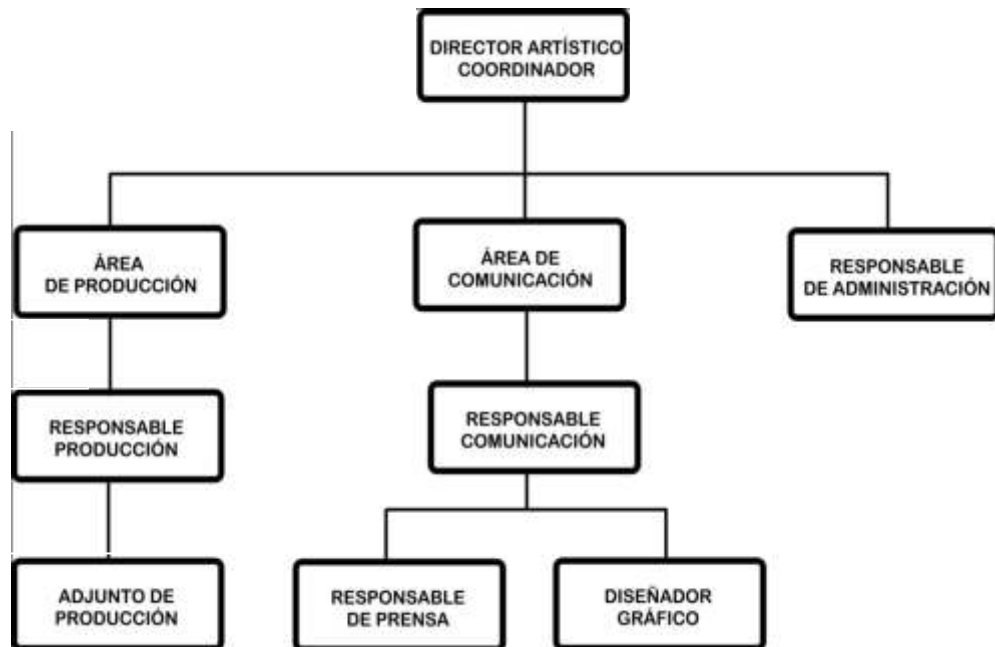 DIRECTOR ARTÍSTICO
COORDINADOR
ÀREA
DE PRODUCCIÓN
ÁREA DE
COMUNICACIÓN
RESPONSABLE
DE ADMINISTRACIÓN
RESPONSABLE
PRODUCCIÓN
RESPONSABLE
COMUNICACIÓN
ADJUNTO DE
PRODUCCIÓN
RESPONSABLE
DE PRENSA
DISEÑADOR
GRÁFICO